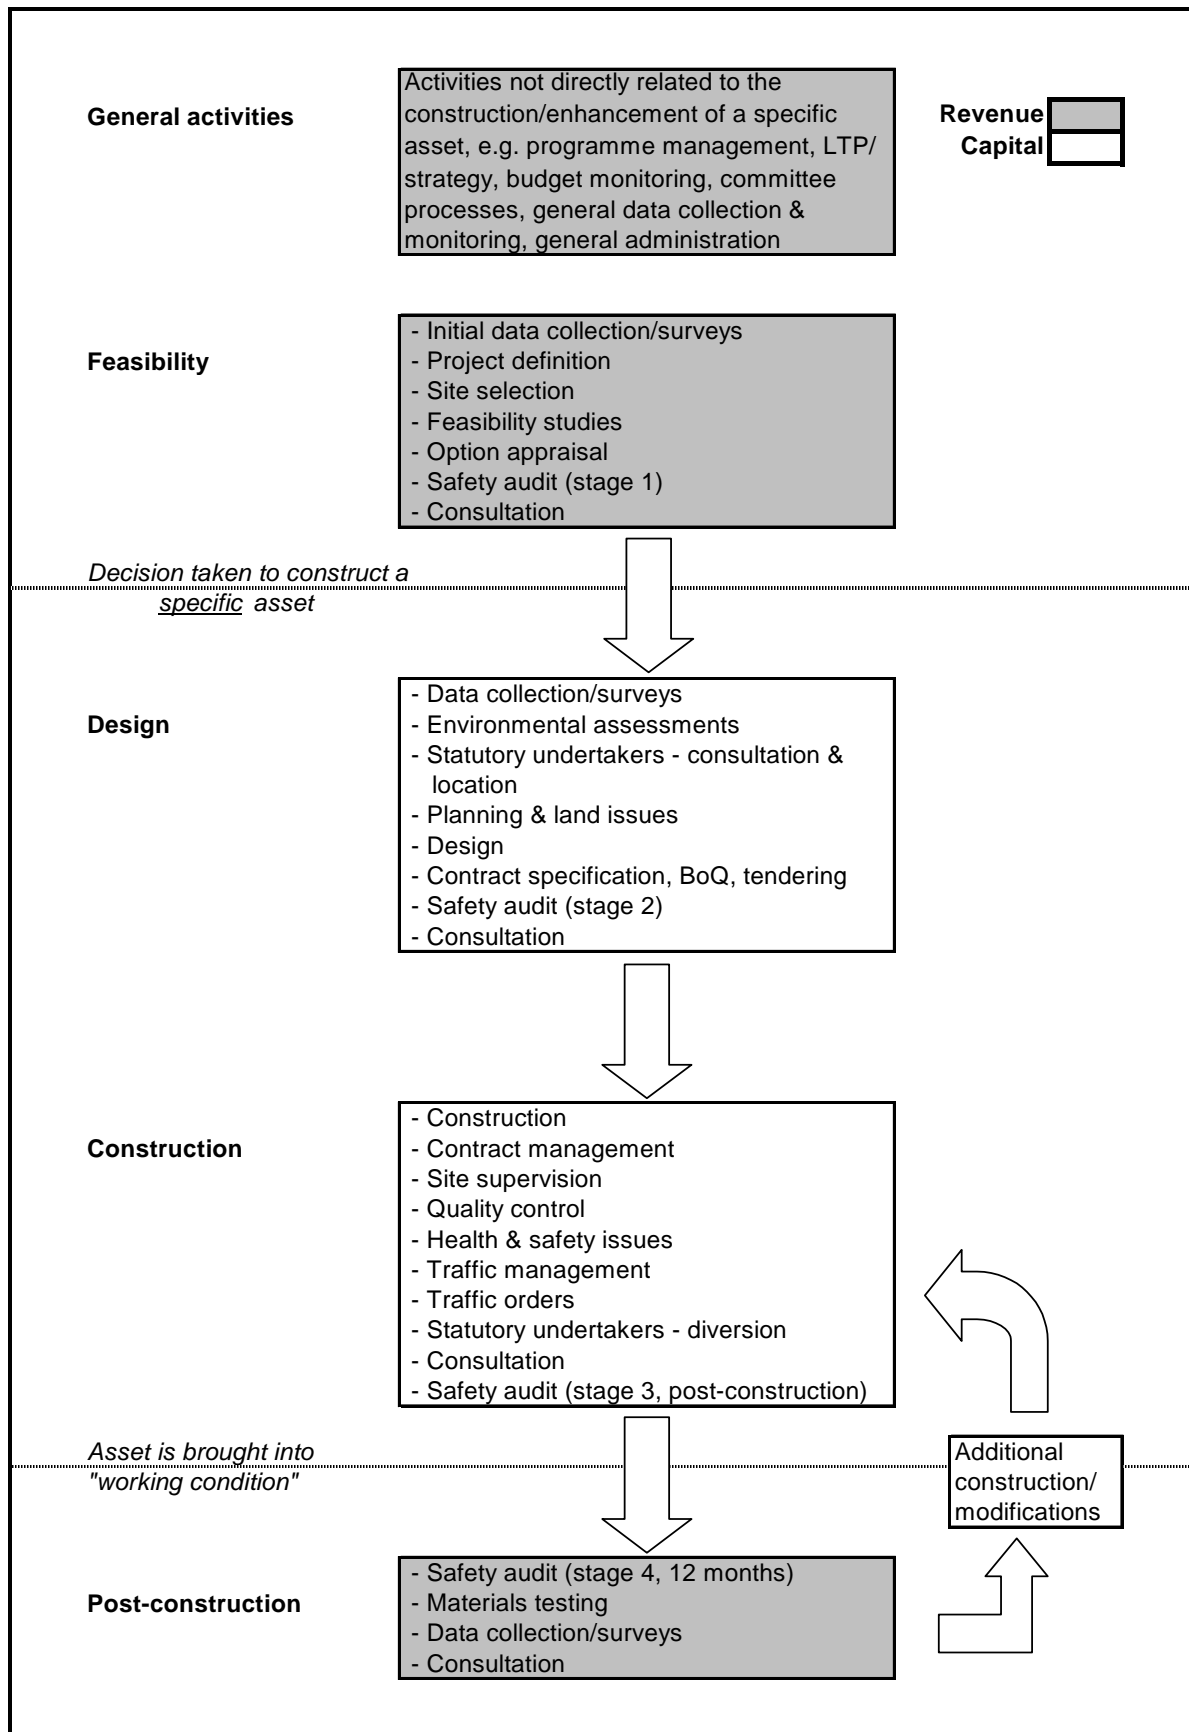 General activities
Activities not directly related to the
construction/enhancement of a specific
asset, e.g. programme management, LTP/
strategy, budget monitoring, committee
processes, general data collection &
monitoring, general administration
Revenue
Capital
Feasibility
- Initial data collection/surveys
- Project definition
- Site selection
- Feasibility studies
- Option appraisal
- Safety audit (stage 1)
- Consultation
Decision taken to construct a
specific asset
Design
- Data collection/surveys
- Environmental assessments
- Statutory undertakers - consultation &
location
- Planning & land issues
- Design
- Contract specification, BoQ, tendering
- Safety audit (stage 2)
- Consultation
Construction
- Construction
- Contract management
- Site supervision
- Quality control
- Health & safety issues
- Traffic management
- Traffic orders
- Statutory undertakers - diversion
- Consultation
- Safety audit (stage 3, post-construction)
Asset is brought into
"working condition"
Additional
construction/
modifications
Post-construction
- Safety audit (stage 4, 12 months)
- Materials testing
- Data collection/surveys
- Consultation